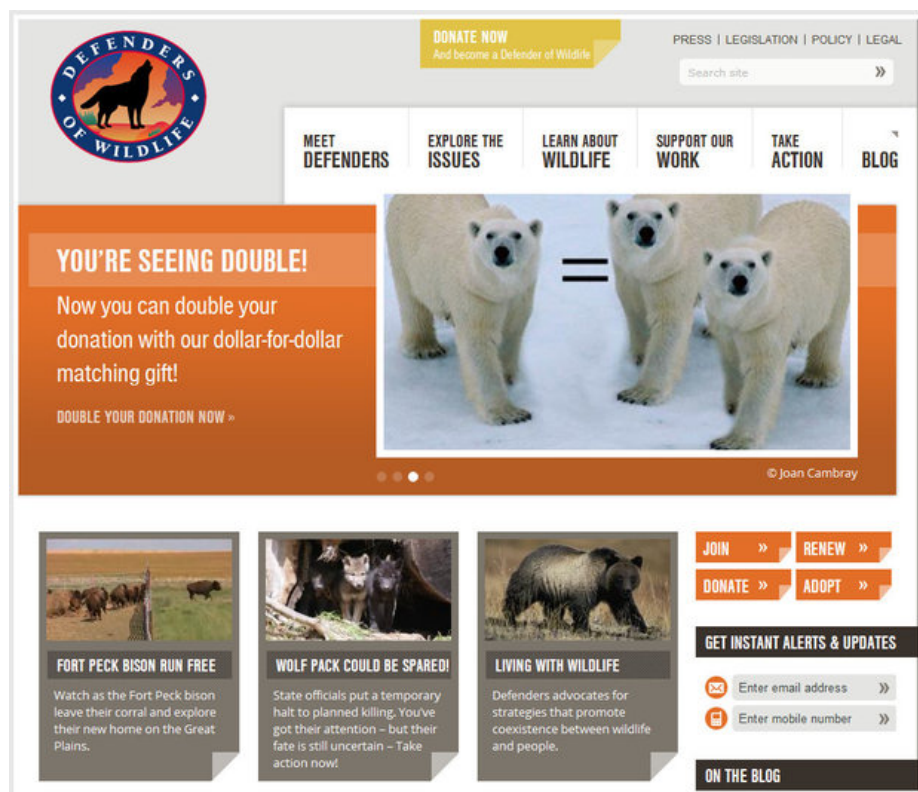 DEFENDERS
OF WILDLIFE
DONATE NOW
And become a Defender of Wildlife
PRESS | LEGISLATION | POLICY | LEGAL
Search site »
MEET
DEFENDERS
EXPLORE THE
ISSUES
LEARN ABOUT
WILDLIFE
SUPPORT OUR
WORK
TAKE
ACTION
BLOG
YOU'RE SEEING DOUBLE!
Now you can double your
donation with our dollar-for-dollar
matching gift!
DOUBLE YOUR DONATION NOW »
=
© Joan Cambray
FORT PECK BISON RUN FREE
Watch as the Fort Peck bison
leave their corral and explore
their new home on the Great
Plains.
WOLF PACK COULD BE SPARED!
State officials put a temporary
halt to planned killing. You've
got their attention – but their
fate is still uncertain – Take
action now!
LIVING WITH WILDLIFE
Defenders advocates for
strategies that promote
coexistence between wildlife
and people.
JOIN »
RENEW »
DONATE »
ADOPT »
GET INSTANT ALERTS & UPDATES
Enter email address »
Enter mobile number »
ON THE BLOG